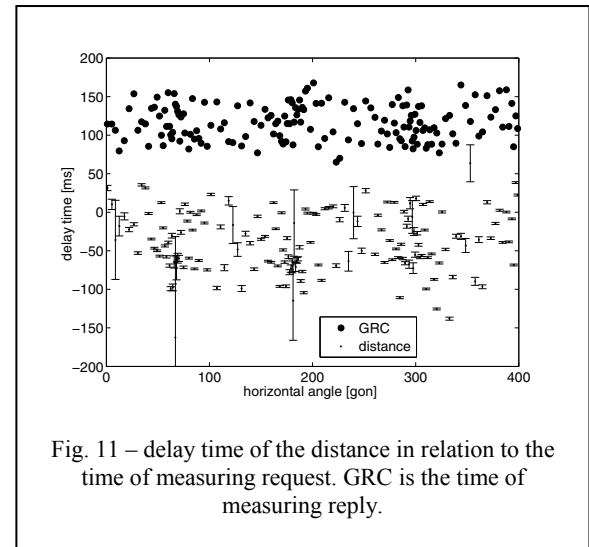 200
150
100
50
0
−50
−100
−150
−200
delay time [ms]
GRC
distance
0 100 200 300 400
horizontal angle [gon]
Fig. 11 – delay time of the distance in relation to the
time of measuring request. GRC is the time of
measuring reply.